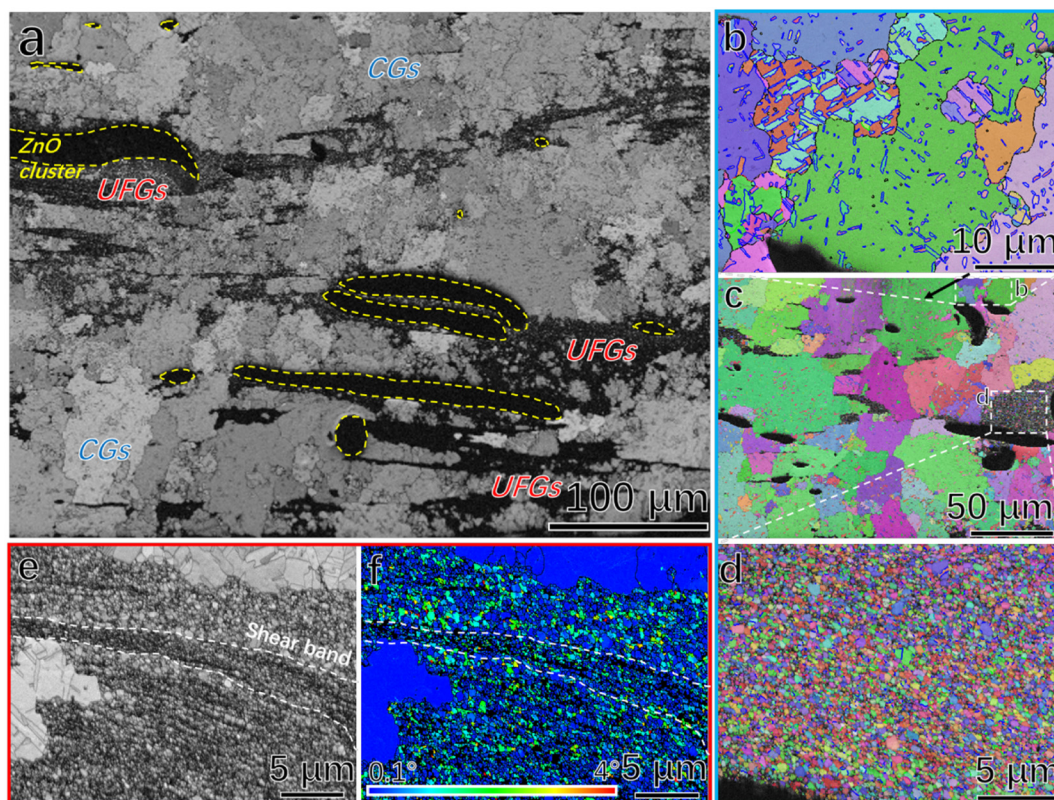 a
CGs
ZnO
cluster
UFGs
UFGs
CGs
UFGs
100 μm
b
10 μm
c
b
d
50 μm
e
Shear band
5 μm
f
0.1°
4°
5 μm
d
5 μm